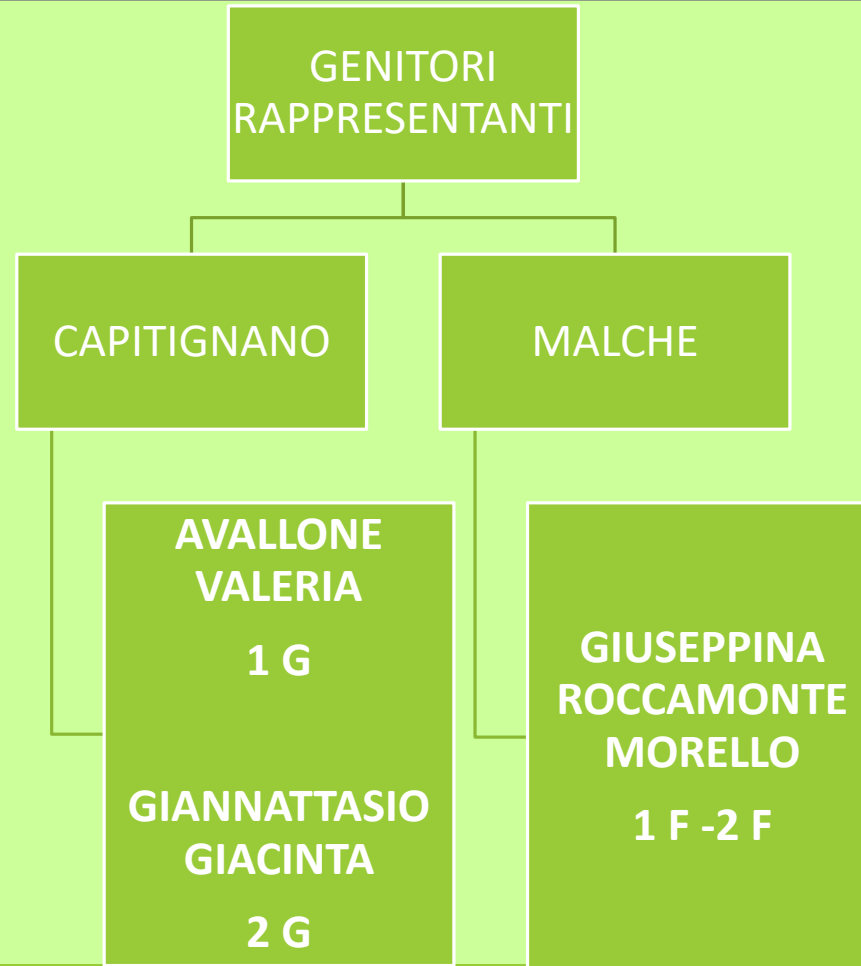 GENITORI
RAPPRESENTANTI
CAPITIGNANO
MALCHE
AVALLONE
VALERIA
1 G
GIANNATTASIO
GIACINTA
2 G
GIUSEPPINA
ROCCAMONTE
MORELLO
1 F -2 F